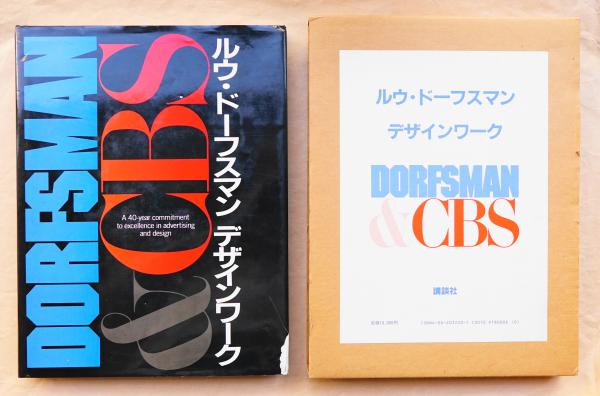 DORFSMAN
& CBS
ルウ・ドーフスマン デザインワーク
A 40-year commitment
to excellence in advertising
and design
ルウ・ドーフスマン
デザインワーク
DORFSMAN
& CBS
講談社